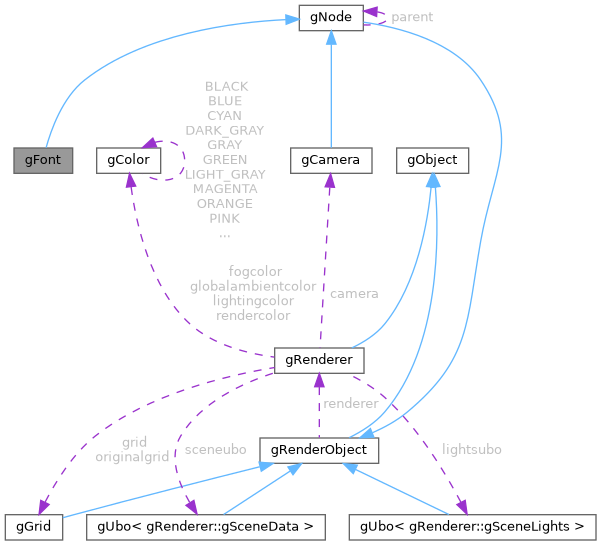 gNode
parent
BLACK
BLUE
CYAN
DARK_GRAY
GRAY
GREEN
LIGHT_GRAY
MAGENTA
ORANGE
PINK
...
gFont
gColor
gCamera
gObject
fogcolor
globalambientcolor
lightingcolor
rendercolor
camera
gRenderer
renderer
grid
originalgrid
sceneubo
lightsubo
gRenderObject
gGrid
gUbo< gRenderer::gSceneData >
gUbo< gRenderer::gSceneLights >